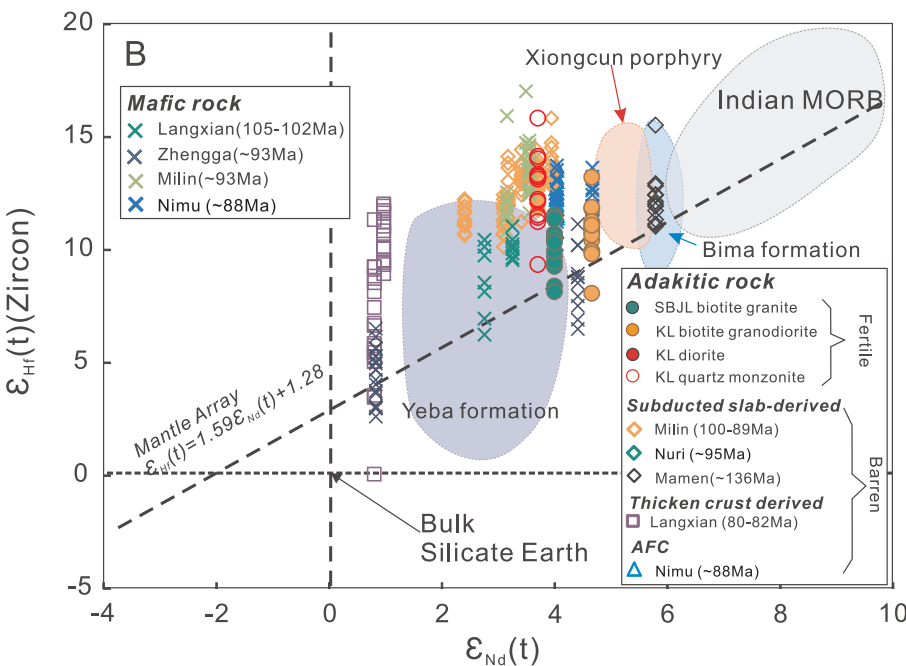 B
20
15
10
5
0
-5
-4
-2
0
2
4
6
8
10
εHf(t)(Zircon)
εNd(t)
Mafic rock
Langxian(105-102Ma)
Zhengga(~93Ma)
Milin(~93Ma)
Nimu (~88Ma)
Xiongcun porphyry
Indian MORB
Bima formation
Yeba formation
Mantle Array
εHf(t)=1.59εNd(t)+1.28
Bulk
Silicate Earth
Adakitic rock
SBJL biotite granite
KL biotite granodiorite
KL diorite
KL quartz monzonite
Fertile
Subducted slab-derived
Milin (100-89Ma)
Nuri (~95Ma)
Mamen(~136Ma)
Thicken crust derived
Langxian (80-82Ma)
AFC
Nimu (~88Ma)
Barren